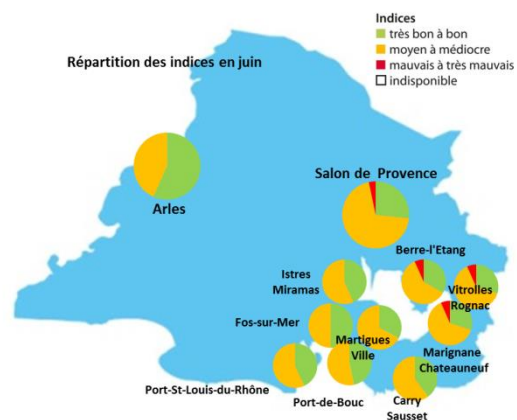 Indices
très bon à bon
moyen à médiocre
mauvais à très mauvais
indisponible
Répartition des indices en juin
Salon de Provence
Arles
Berre-l'Etang
Istres
Miramas
Vitrolles
Rognac
Fos-sur-Mer
Martigues
Ville
Marignane
Chateauneuf
Port-St-Louis-du-Rhône
Port-de-Bouc
Carry
Sausset